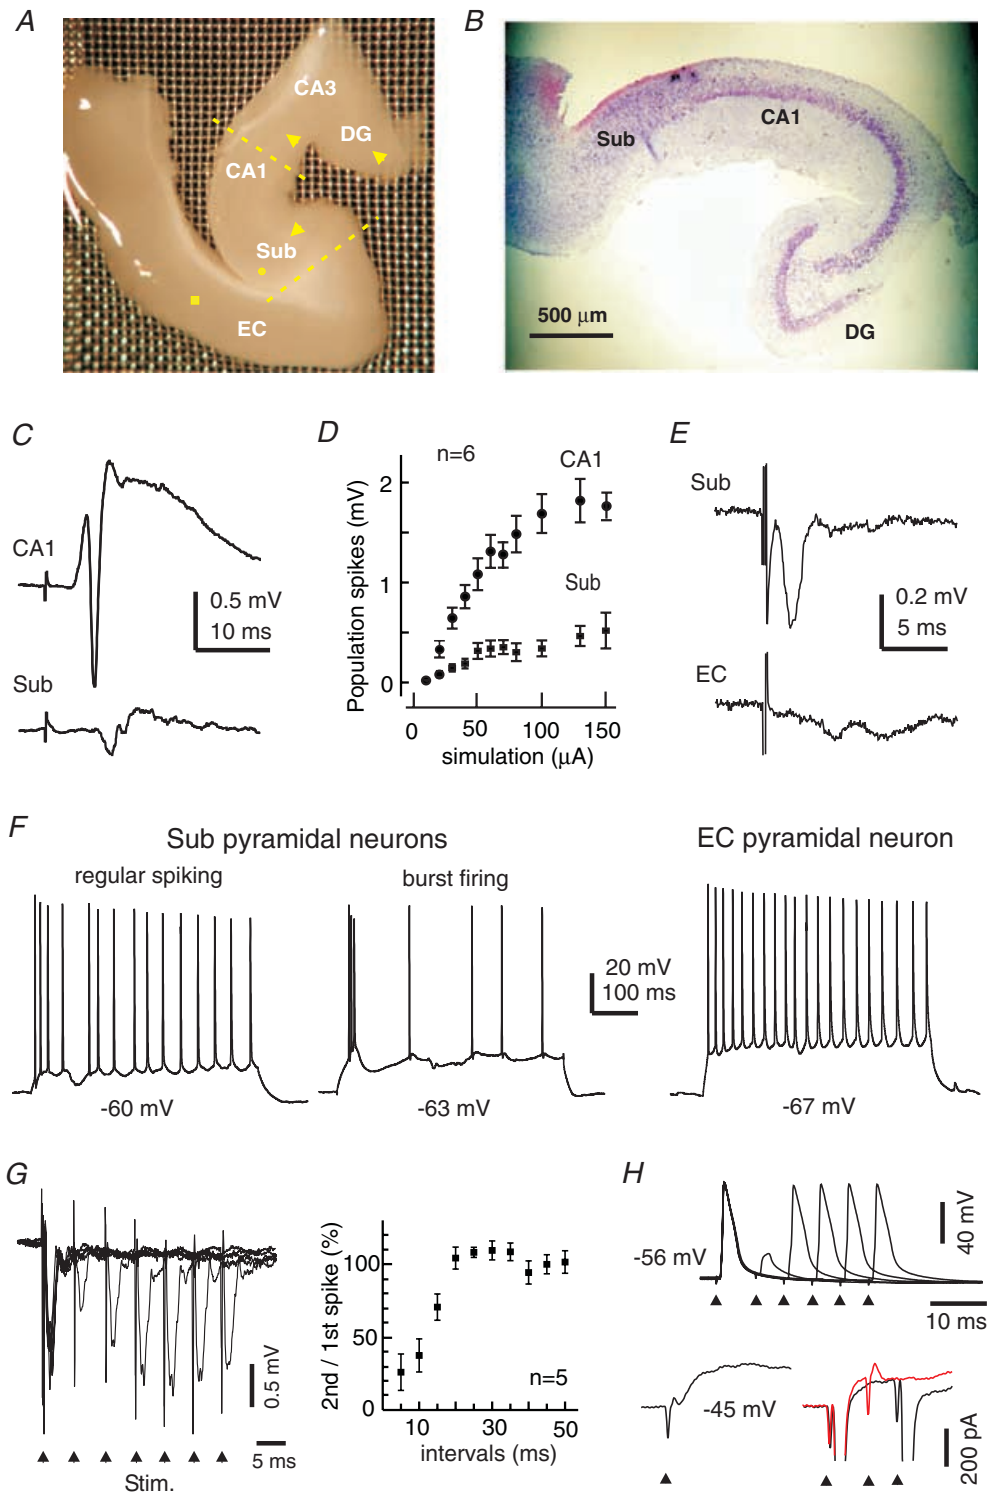 A
CA3
DG
CA1
Sub
EC
B
CA1
Sub
500 µm
DG
C
CA1
0.5 mV
10 ms
Sub
D
n=6
CA1
Population spikes (mV)
2
1
0
Sub
0 50 100 150
simulation (µA)
E
Sub
0.2 mV
5 ms
EC
F
Sub pyramidal neurons
EC pyramidal neuron
regular spiking
burst firing
20 mV
100 ms
-60 mV
-63 mV
-67 mV
G
0.5 mV
5 ms
Stim.
2nd / 1st spike (%)
100
50
0
n=5
10 30 50
intervals (ms)
H
-56 mV
40 mV
10 ms
-45 mV
200 pA